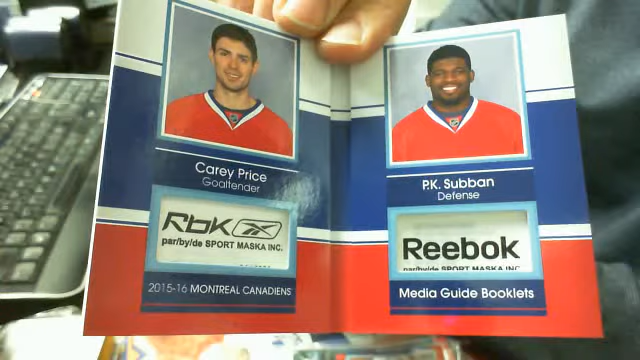 Carey Price
Goaltender
Rbk
par/by/de SPORT MASKA INC.
2015-16 MONTREAL CANADIENS
P.K. Subban
Defense
Reebok
par/by/de SPORT MASKA INC.
Media Guide Booklets